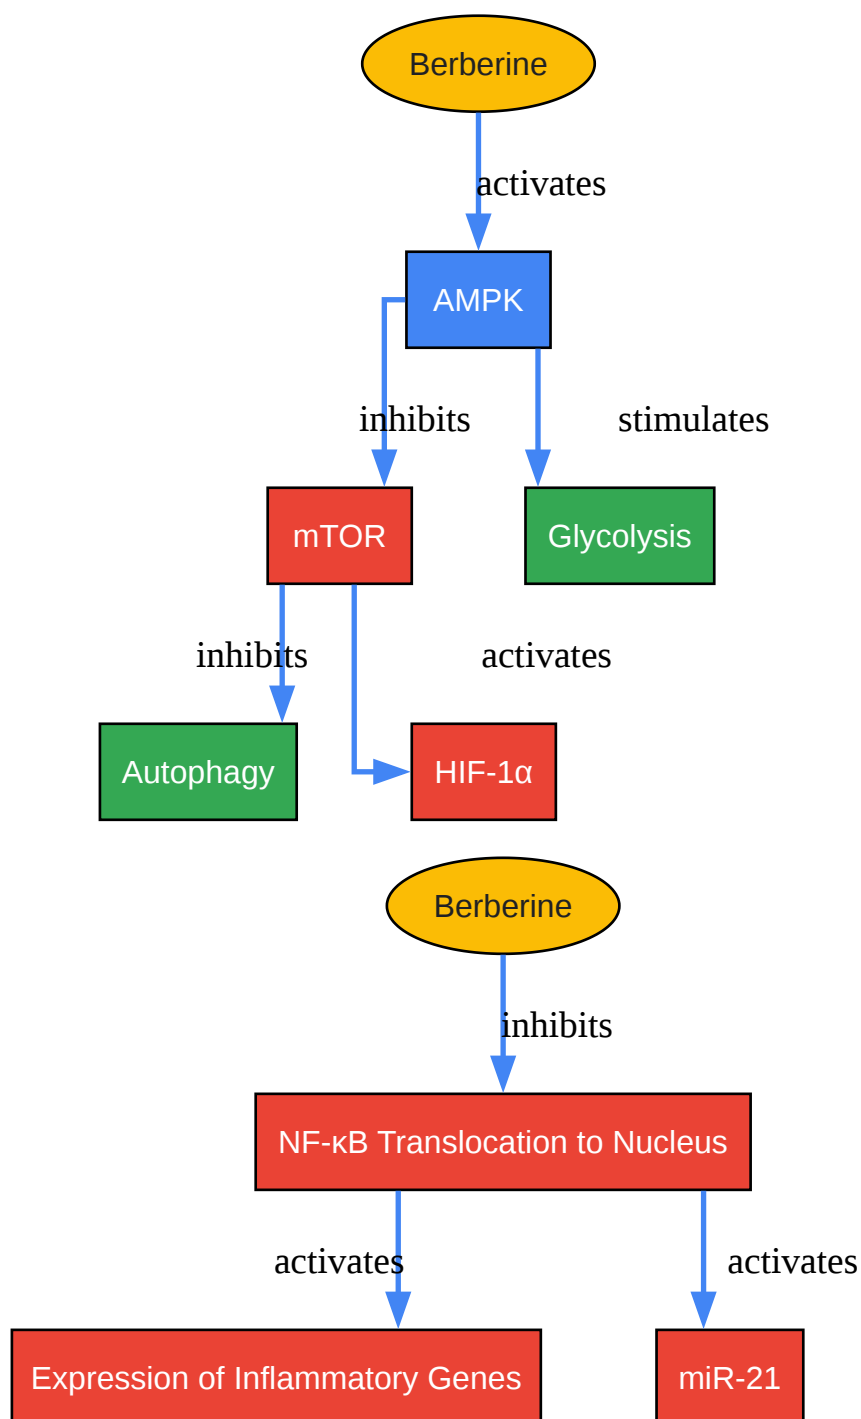 Berberine
activates
AMPK
inhibits
stimulates
mTOR
Glycolysis
inhibits
activates
Autophagy
HIF-1α
Berberine
inhibits
NF-κB Translocation to Nucleus
activates
activates
Expression of Inflammatory Genes
miR-21